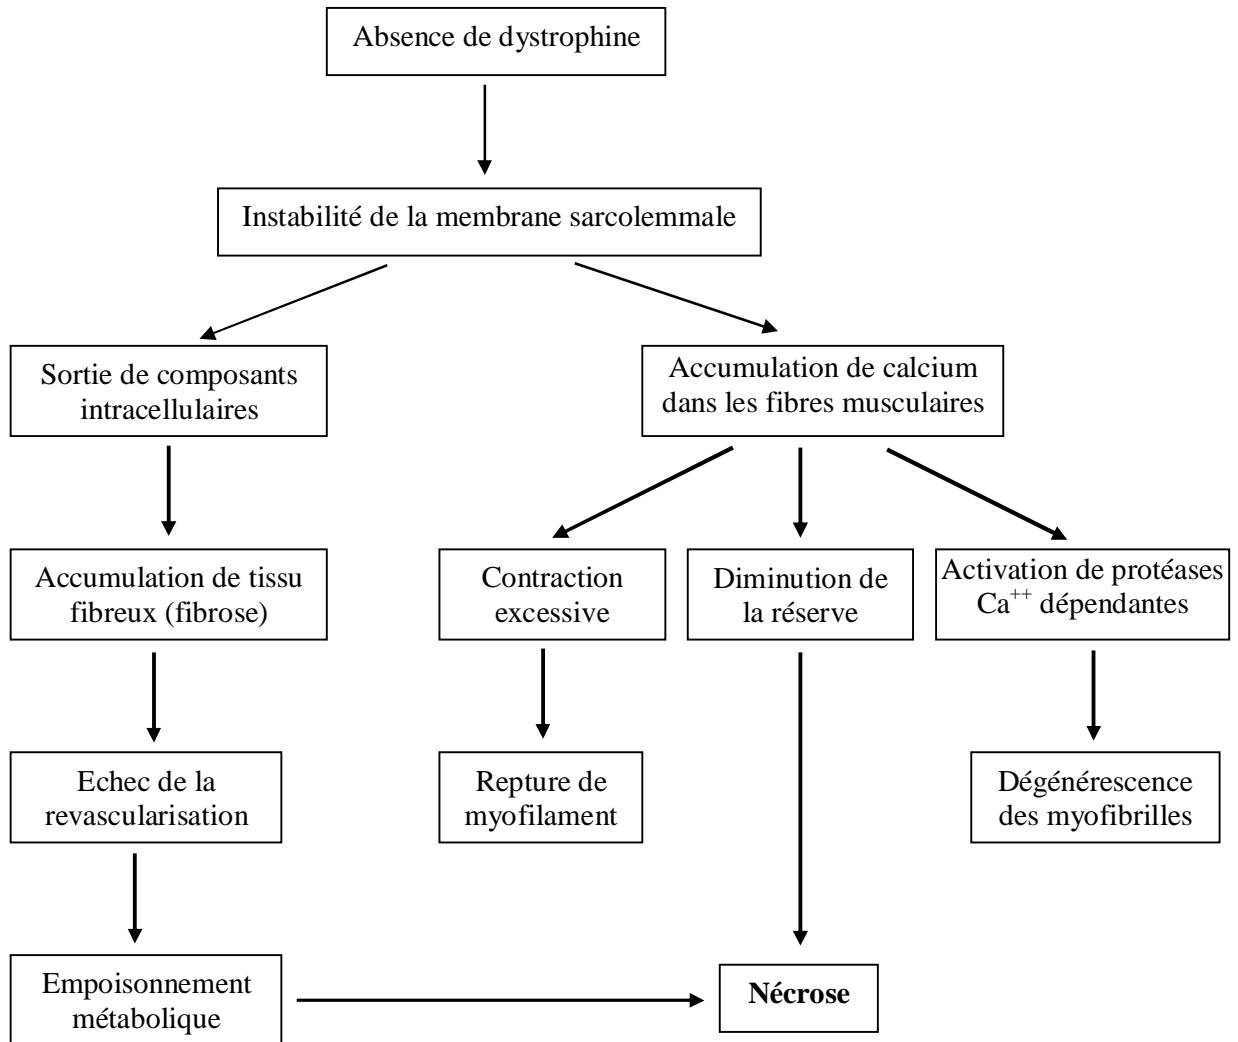 Absence de dystrophine
Instabilité de la membrane sarcolemmale
Sortie de composants
intracellulaires
Accumulation de calcium
dans les fibres musculaires
Accumulation de tissu
fibreux (fibrose)
Contraction
excessive
Diminution de
la réserve
Activation de protéases
Ca++ dépendantes
Echec de la
revascularisation
Repture de
myofilament
Dégénérescence
des myofibrilles
Empoisonnement
métabolique
Nécrose